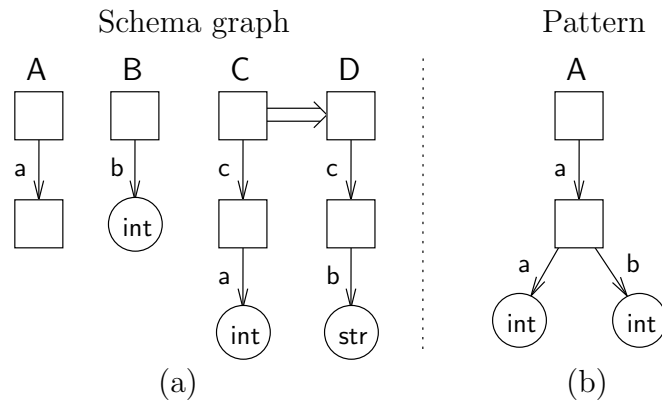 Schema graph Pattern
A B C D A
a b c c a
int
a b a b
int str int int
(a) (b)